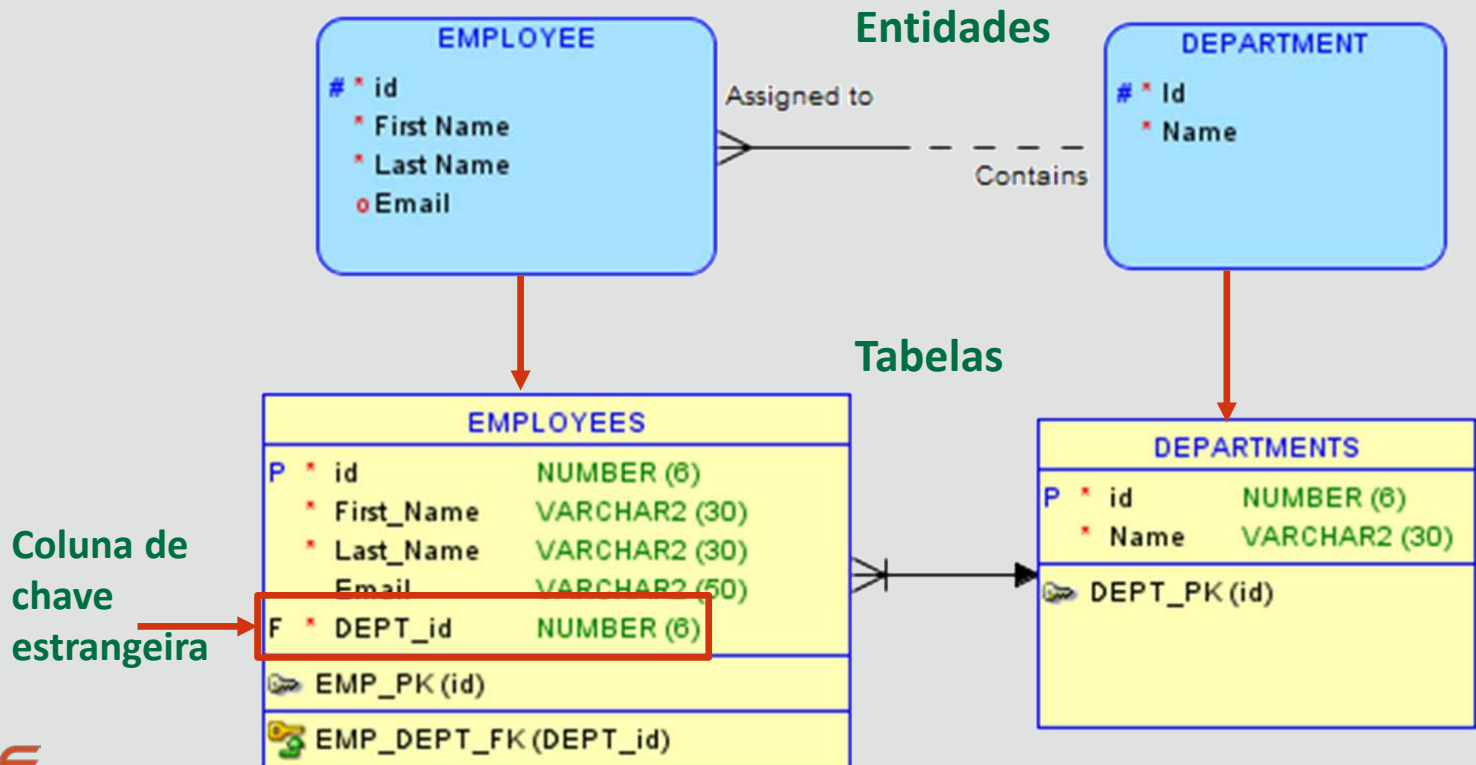 Entidades
EMPLOYEE
# * id
* First Name
* Last Name
o Email
Assigned to
Contains
DEPARTMENT
# * Id
* Name
Tabelas
EMPLOYEES
P * id NUMBER (6)
* First_Name VARCHAR2 (30)
* Last_Name VARCHAR2 (30)
Email VARCHAR2 (50)
F * DEPT_id NUMBER (6)
EMP_PK (id)
EMP_DEPT_FK (DEPT_id)
DEPARTMENTS
P * id NUMBER (6)
* Name VARCHAR2 (30)
DEPT_PK (id)
Coluna de
chave
estrangeira